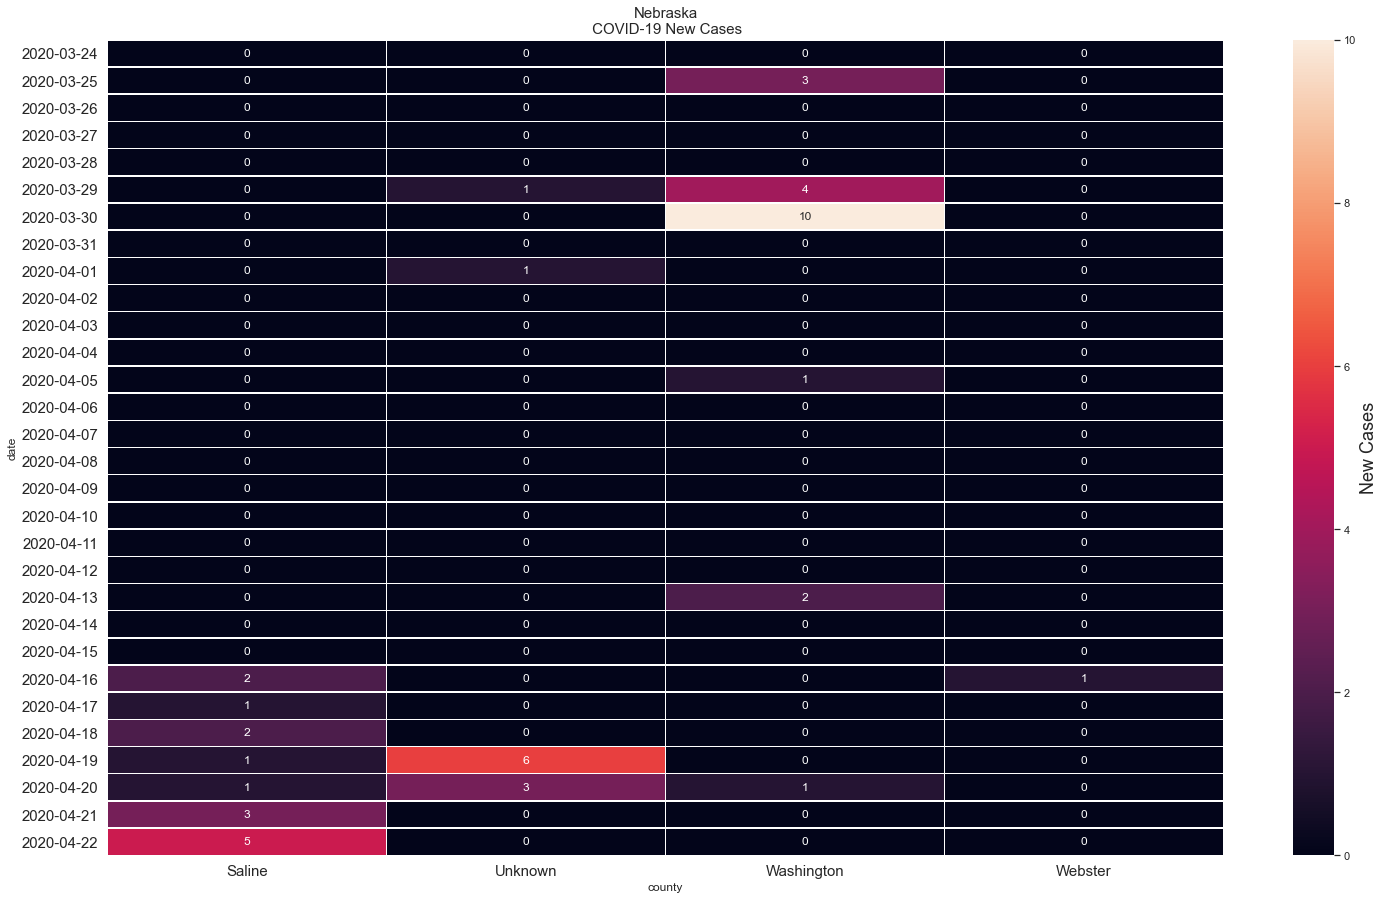 Nebraska
COVID-19 New Cases
2020-03-24 0 0 0 0
2020-03-25 0 0 3 0
2020-03-26 0 0 0 0
2020-03-27 0 0 0 0
2020-03-28 0 0 0 0
2020-03-29 0 1 4 0
2020-03-30 0 0 10 0
2020-03-31 0 0 0 0
2020-04-01 0 1 0 0
2020-04-02 0 0 0 0
2020-04-03 0 0 0 0
2020-04-04 0 0 0 0
2020-04-05 0 0 1 0
2020-04-06 0 0 0 0
2020-04-07 0 0 0 0
2020-04-08 0 0 0 0
2020-04-09 0 0 0 0
2020-04-10 0 0 0 0
2020-04-11 0 0 0 0
2020-04-12 0 0 0 0
2020-04-13 0 0 2 0
2020-04-14 0 0 0 0
2020-04-15 0 0 0 0
2020-04-16 2 0 0 1
2020-04-17 1 0 0 0
2020-04-18 2 0 0 0
2020-04-19 1 6 0 0
2020-04-20 1 3 1 0
2020-04-21 3 0 0 0
2020-04-22 5 0 0 0
Saline Unknown Washington Webster
county
date
10
8
6
4
2
0
New Cases